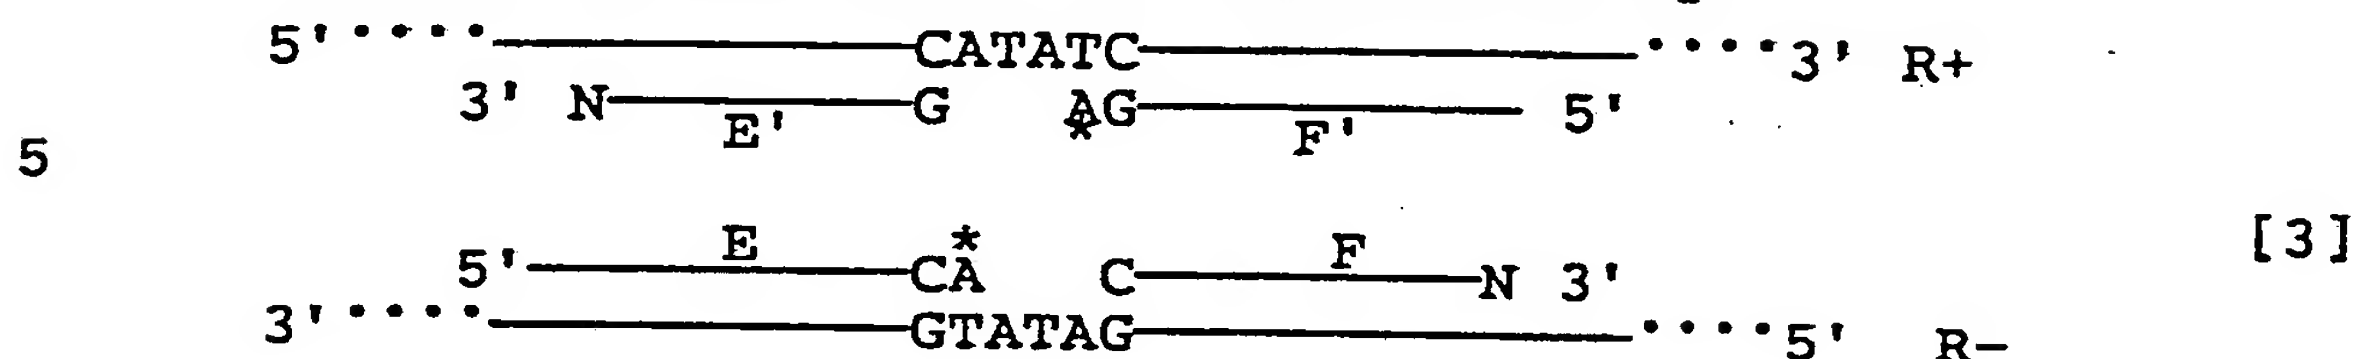 5'····CATATC····3' R+
3' N G AG 5'
E' * F'
5
E * F
[3]
5' CA C N 3'
3'····GTATAG····5' R-